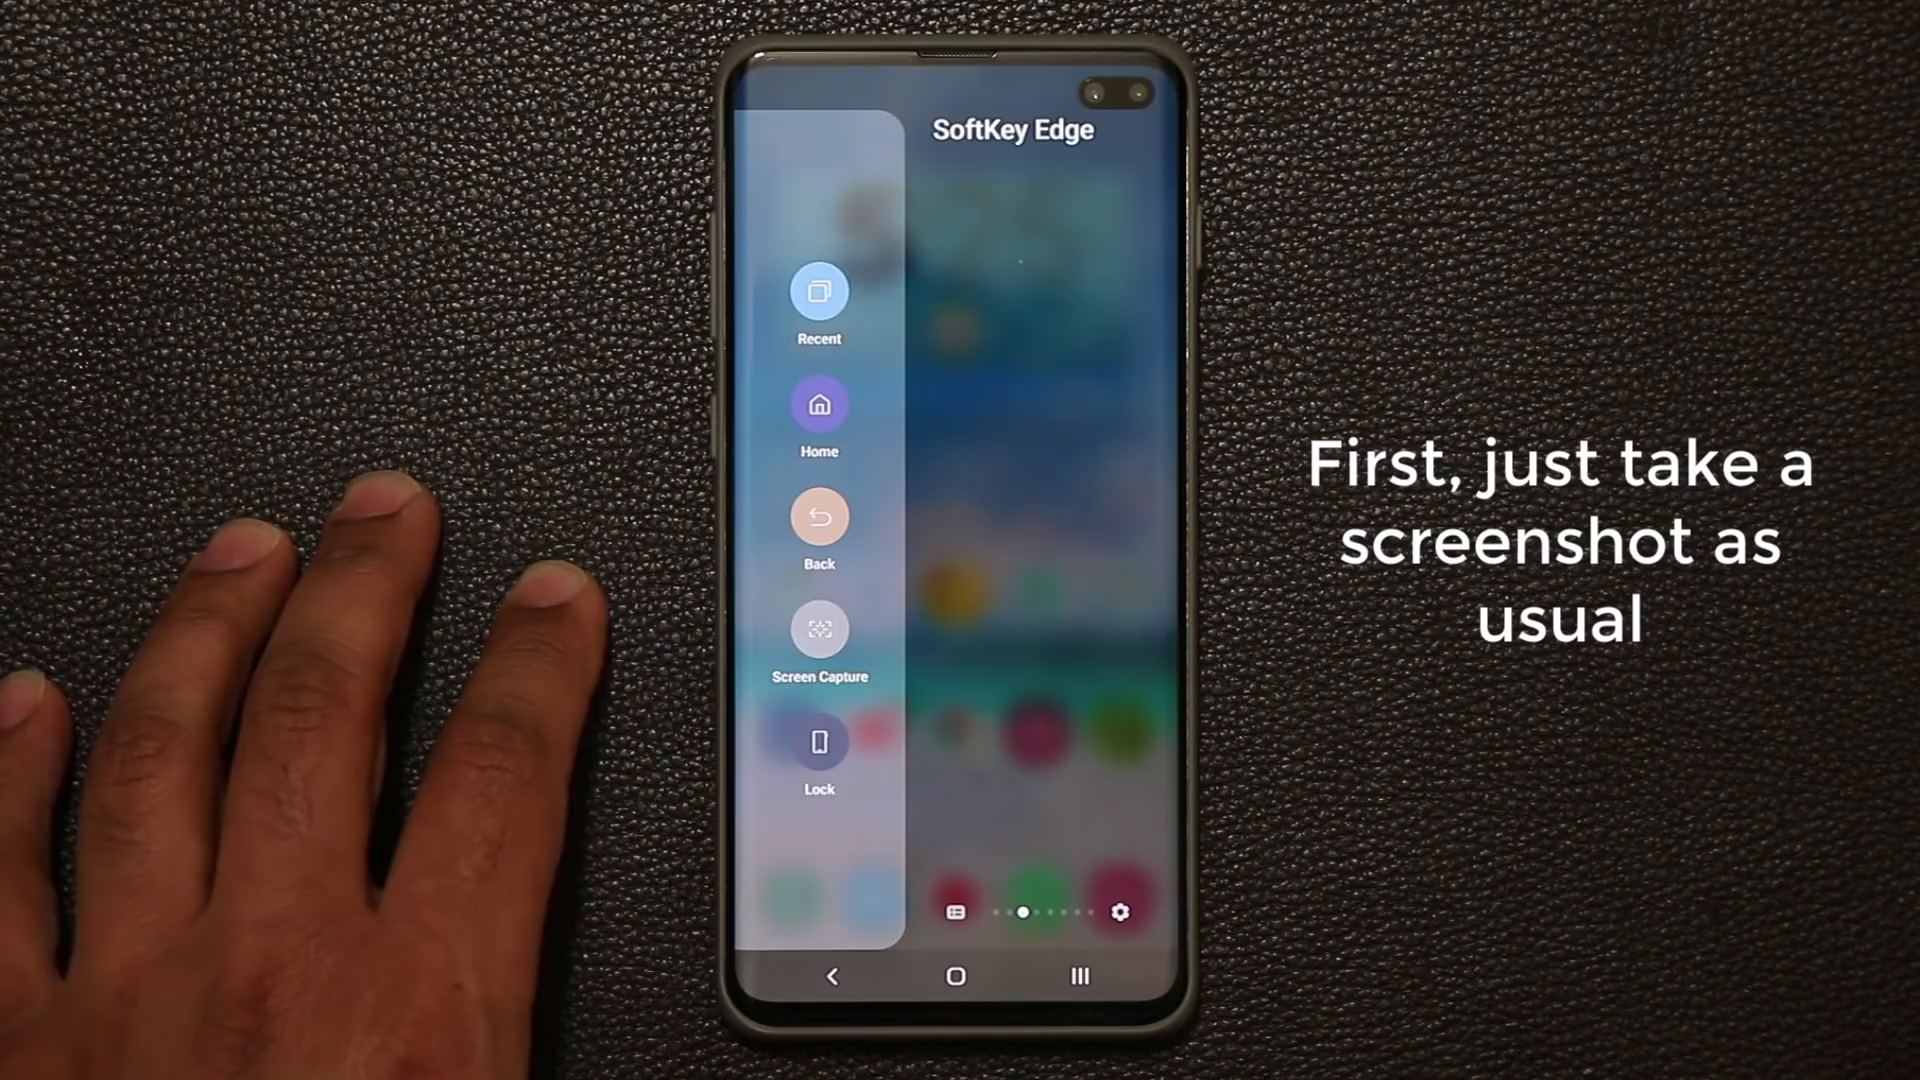 SoftKey Edge
Recent
Home
Back
Screen Capture
Lock
First, just take a
screenshot as
usual